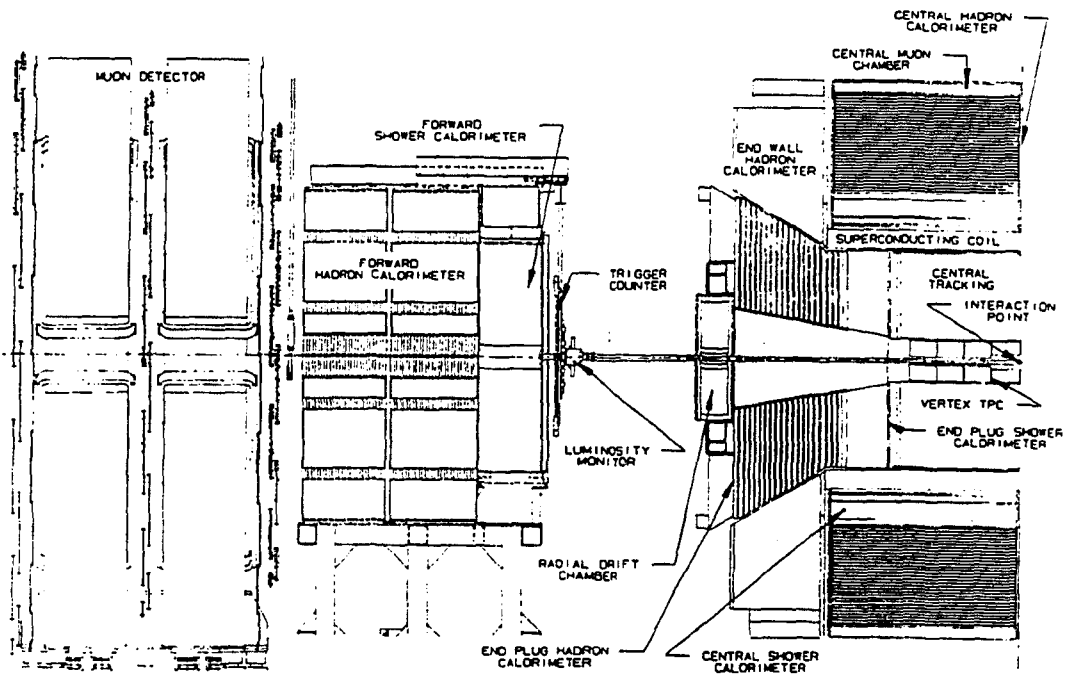 CENTRAL HADRON
CALORIMETER
CENTRAL MUON
CHAMBER
MUON DETECTOR
FORWARD
SHOWER CALORIMETER
END WALL
HADRON
CALORIMETER
SUPERCONDUCTING COIL
FORWARD
HADRON CALORIMETER
TRIGGER
COUNTER
CENTRAL
TRACKING
INTERACTION
POINT
VERTEX TPC
END PLUG SHOWER
CALORIMETER
LUMINOSITY
MONITOR
RADIAL DRIFT
CHAMBER
END PLUG HADRON
CALORIMETER
CENTRAL SHOWER
CALORIMETER